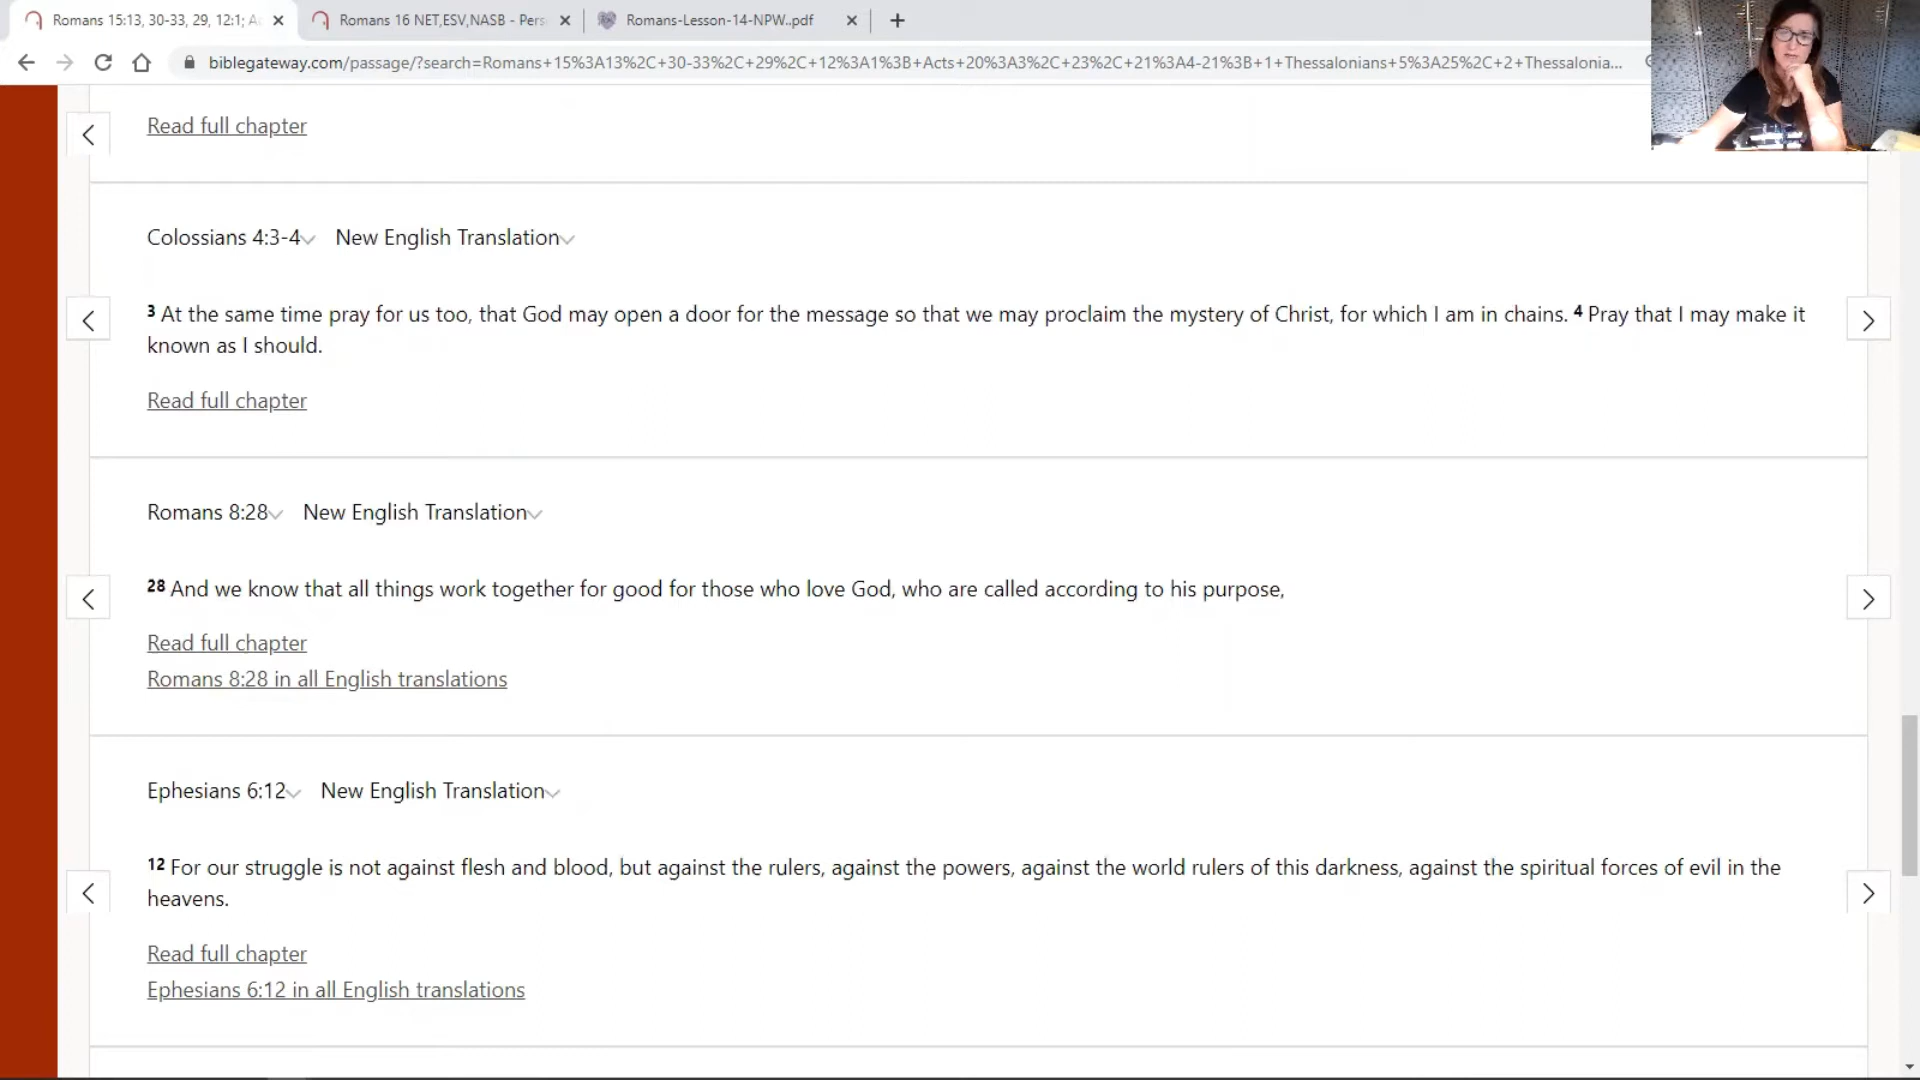 Romans 15:13, 30-33, 29, 12:1; A
Romans 16 NET,ESV,NASB - Pers
Romans-Lesson-14-NPW..pdf
biblegateway.com/passage/?search=Romans+15%3A13%2C+30-33%2C+29%2C+12%3A1%3B+Acts+20%3A3%2C+23%2C+21%3A4-21%3B+1+Thessalonians+5%3A25%2C+2+Thessalonia...
Read full chapter
Colossians 4:3-4 New English Translation
3 At the same time pray for us too, that God may open a door for the message so that we may proclaim the mystery of Christ, for which I am in chains. 4 Pray that I may make it
known as I should.
Read full chapter
Romans 8:28 New English Translation
28 And we know that all things work together for good for those who love God, who are called according to his purpose,
Read full chapter
Romans 8:28 in all English translations
Ephesians 6:12 New English Translation
12 For our struggle is not against flesh and blood, but against the rulers, against the powers, against the world rulers of this darkness, against the spiritual forces of evil in the
heavens.
Read full chapter
Ephesians 6:12 in all English translations